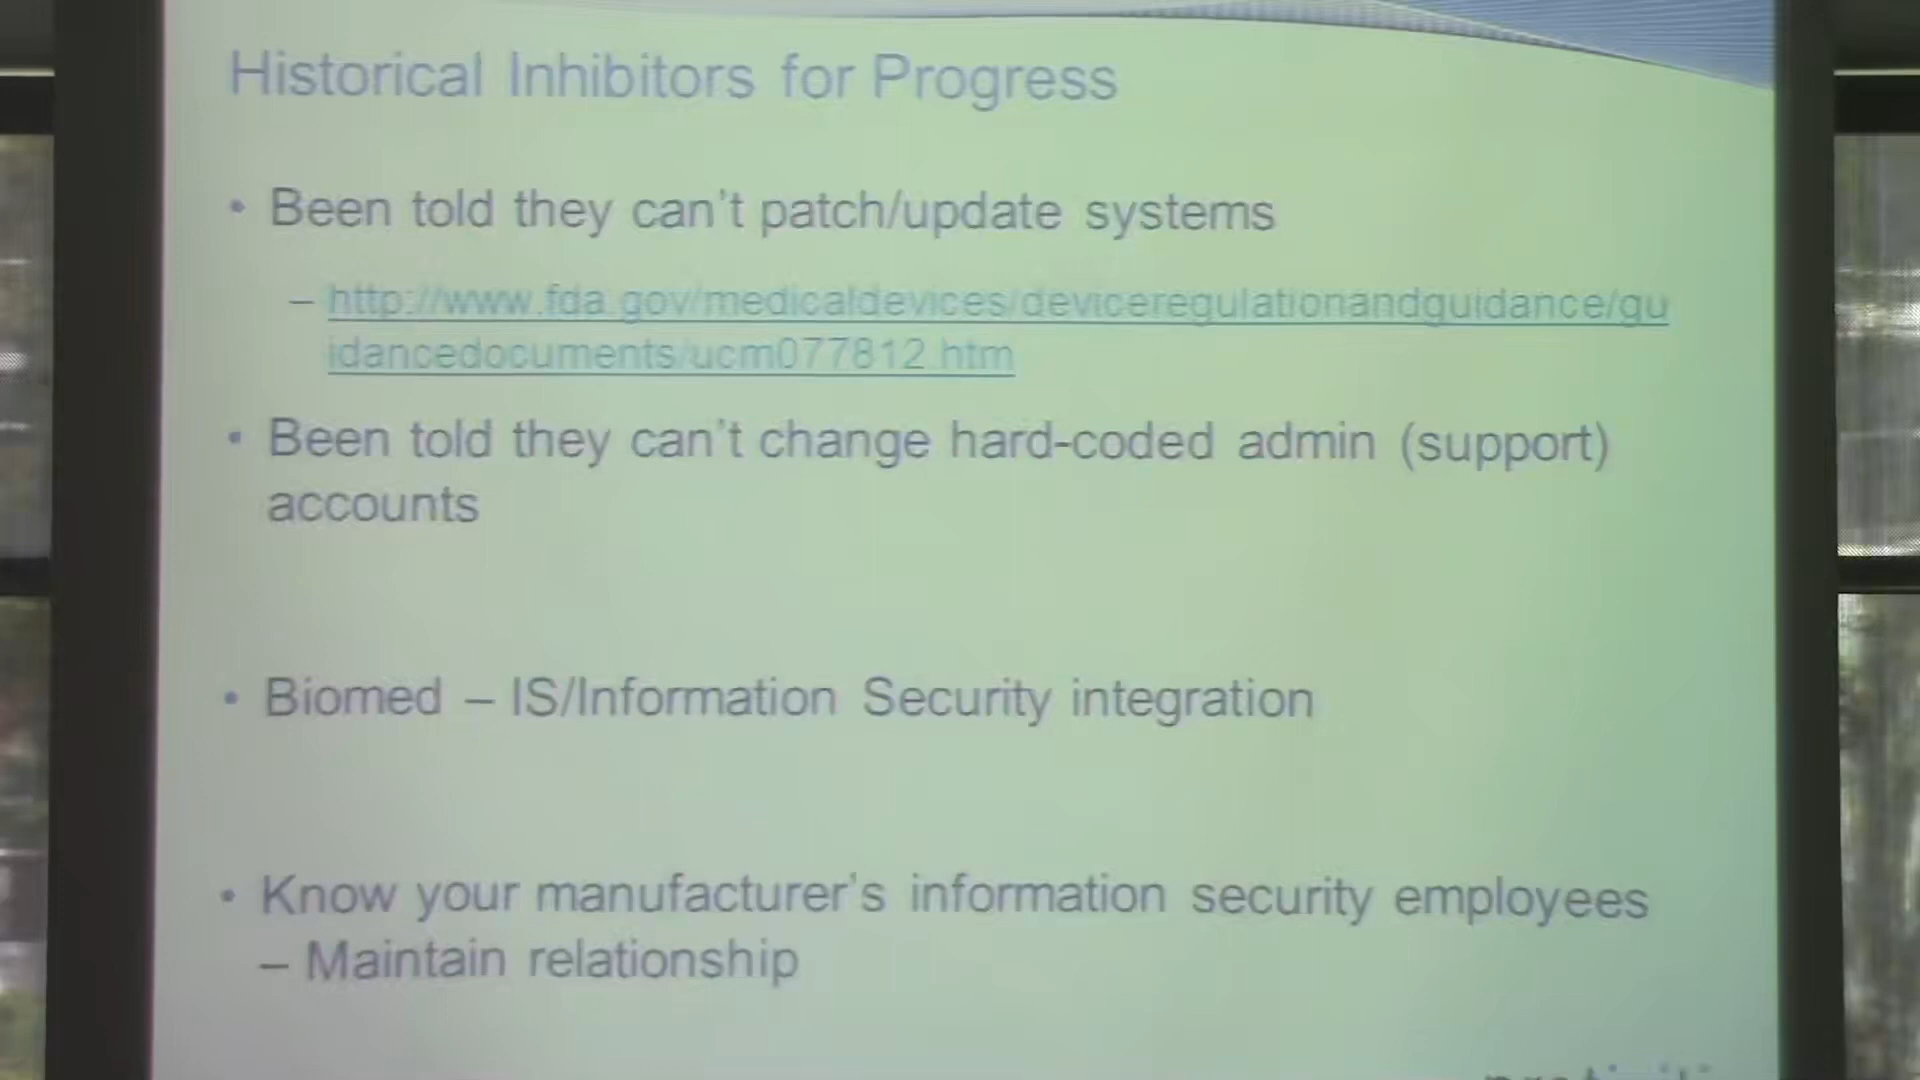 Historical Inhibitors for Progress
• Been told they can't patch/update systems
– http://www.fda.gov/medicaldevices/deviceregulationandguidance/gu
idancedocuments/ucm077812.htm
• Been told they can't change hard-coded admin (support)
accounts
• Biomed – IS/Information Security integration
• Know your manufacturer's information security employees
– Maintain relationship